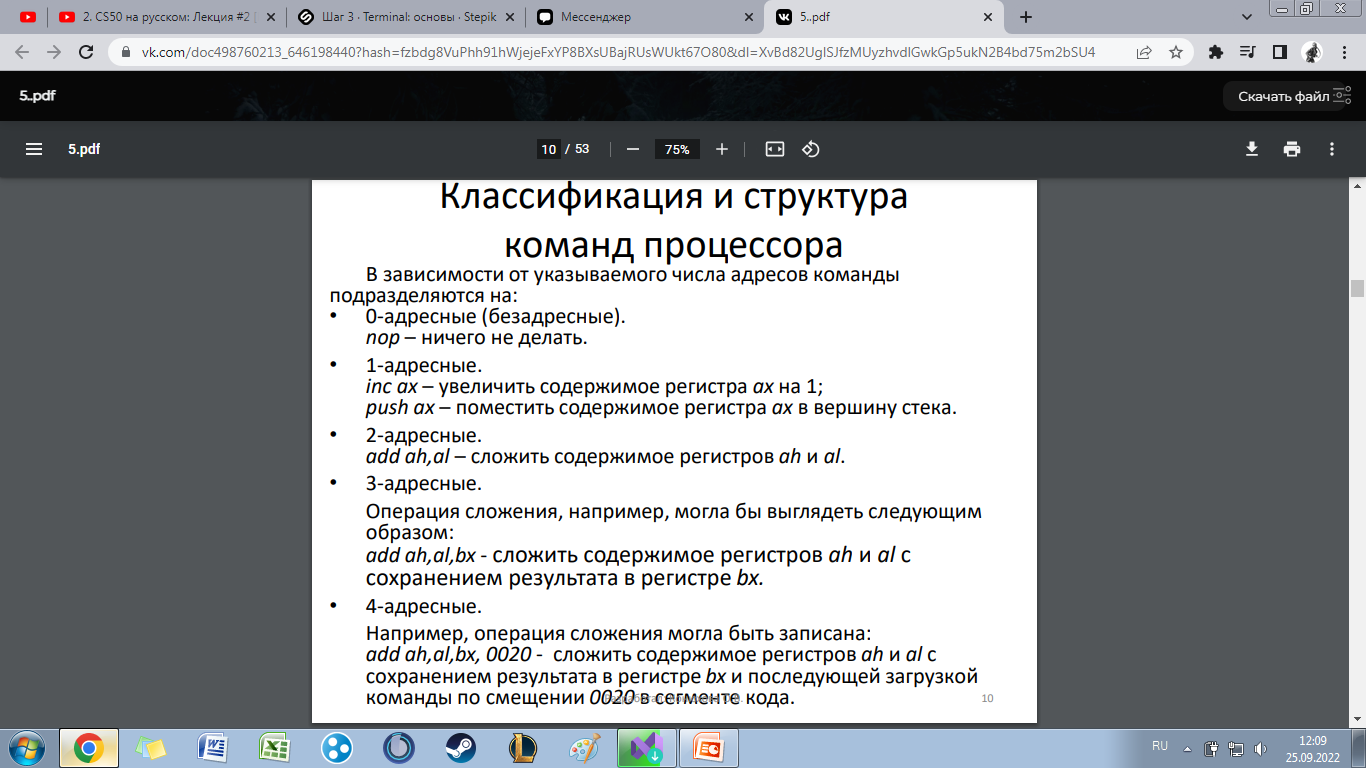 2. CS50 на русском: Лекция #2
Шаг 3 · Terminal: основы · Stepik
Мессенджер
5..pdf
vk.com/doc498760213_646198440?hash=fzbdg8VuPhh91hWjejeFxYP8BXsUBajRUsWUkt67O80&dl=XvBd82UgISJfzMUyzhvdIGwkGp5ukN2B4bd75m2bSU4
5..pdf
Скачать файл
5.pdf
10 / 53
75%
Классификация и структура
команд процессора
В зависимости от указываемого числа адресов команды
подразделяются на:
• 0-адресные (безадресные).
nop – ничего не делать.
• 1-адресные.
inc ax – увеличить содержимое регистра ax на 1;
push ax – поместить содержимое регистра ax в вершину стека.
• 2-адресные.
add ah,al – сложить содержимое регистров ah и al.
• 3-адресные.
Операция сложения, например, могла бы выглядеть следующим
образом:
add ah,al,bx - сложить содержимое регистров ah и al с
сохранением результата в регистре bx.
• 4-адресные.
Например, операция сложения могла быть записана:
add ah,al,bx, 0020 - сложить содержимое регистров ah и al с
сохранением результата в регистре bx и последующей загрузкой
команды по смещении 0020 в сегменте кода.
10
RU
12:09
25.09.2022